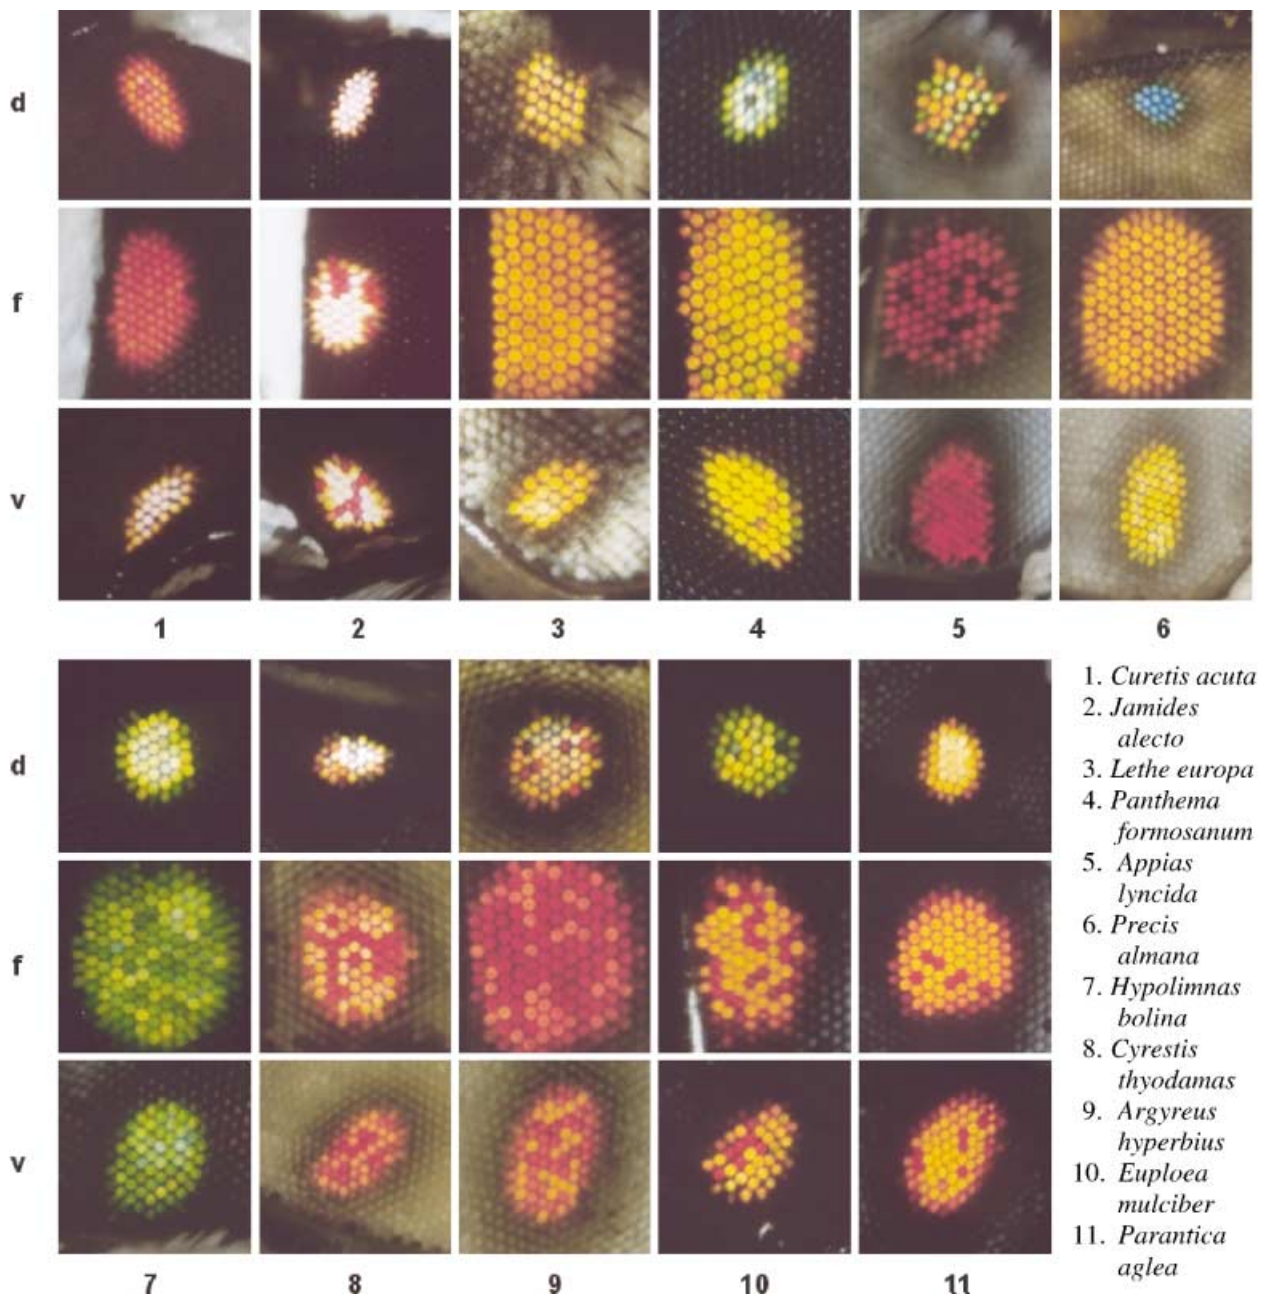 d
f
v
1 2 3 4 5 6
d
f
v
7 8 9 10 11
1. Curetis acuta
2. Jamides
alecto
3. Lethe europa
4. Panthema
formosanum
5. Appias
lyncida
6. Precis
almana
7. Hypolimnas
bolina
8. Cyrestis
thyodamas
9. Argyreus
hyperbius
10. Euploea
mulciber
11. Parantica
aglea